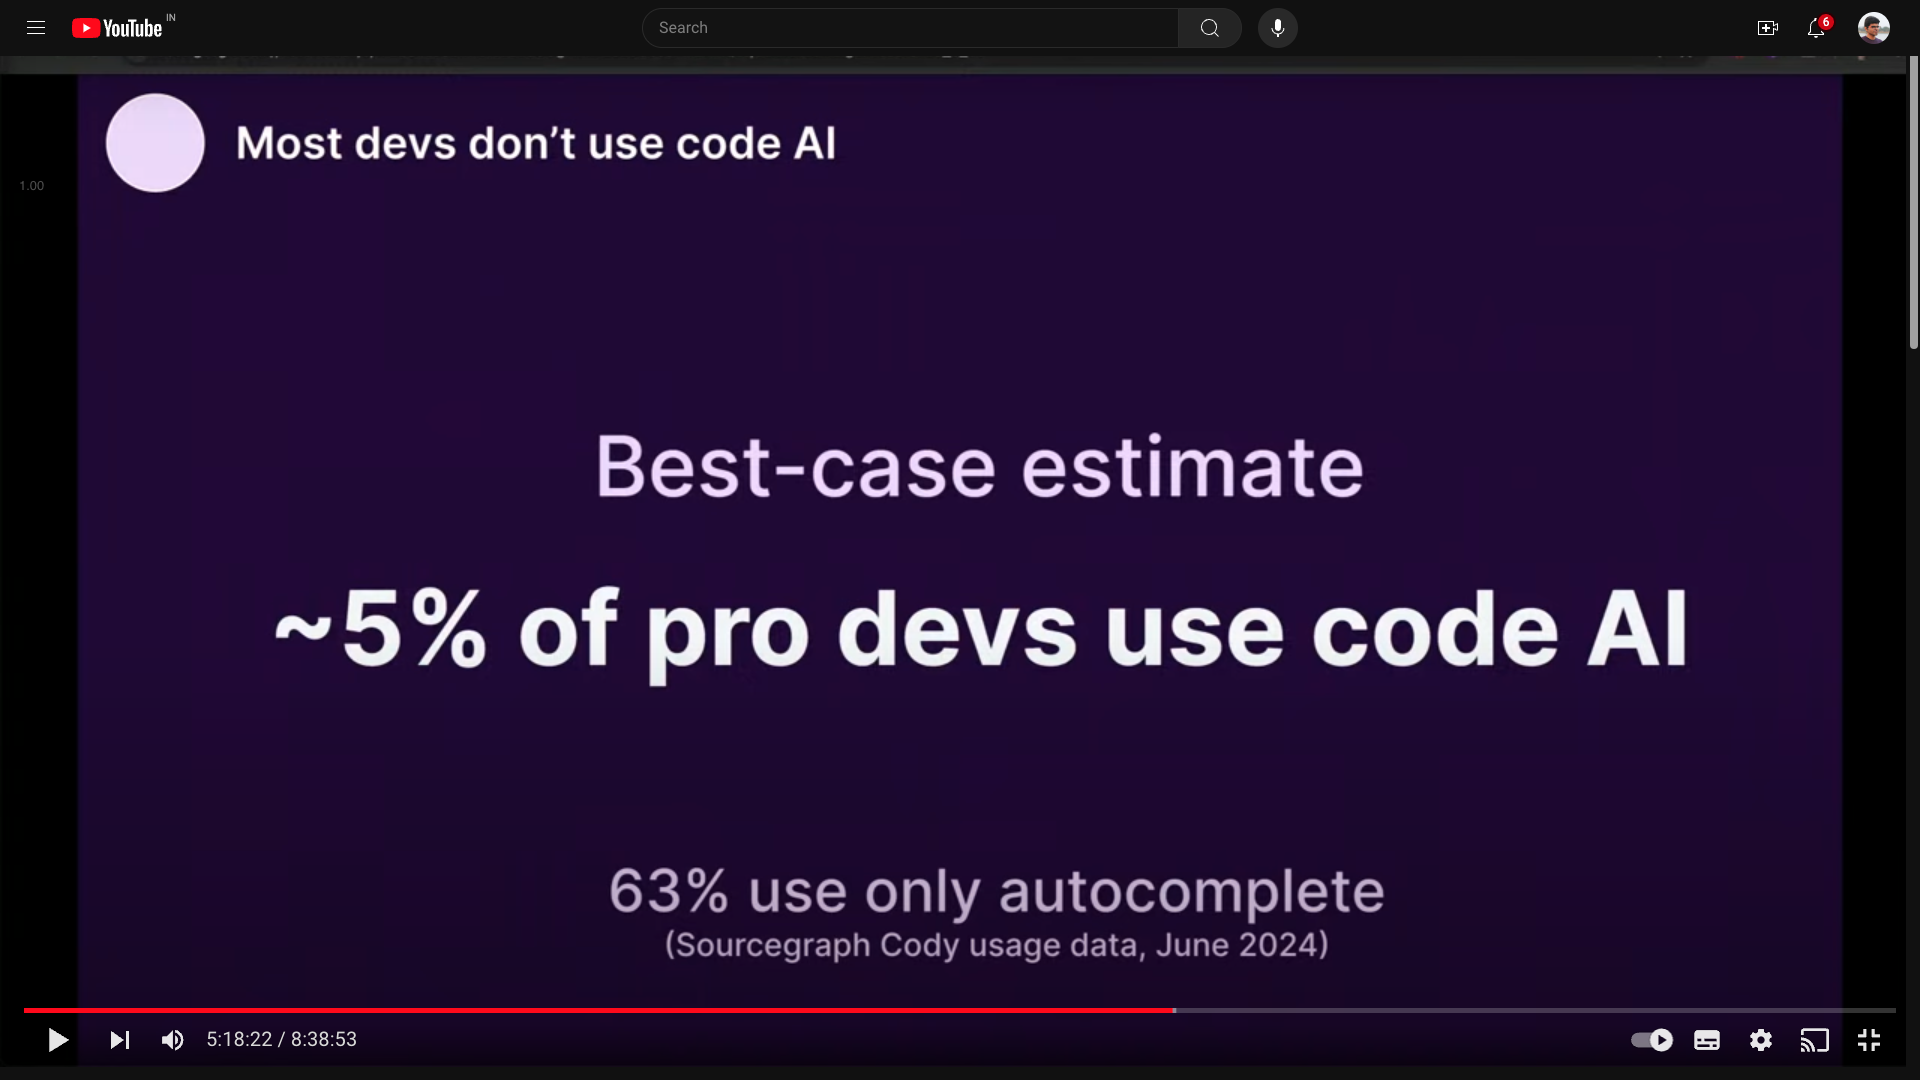 YouTube IN
Search
6
Most devs don’t use code AI
1.00
Best-case estimate
~5% of pro devs use code AI
63% use only autocomplete
(Sourcegraph Cody usage data, June 2024)
5:18:22 / 8:38:53